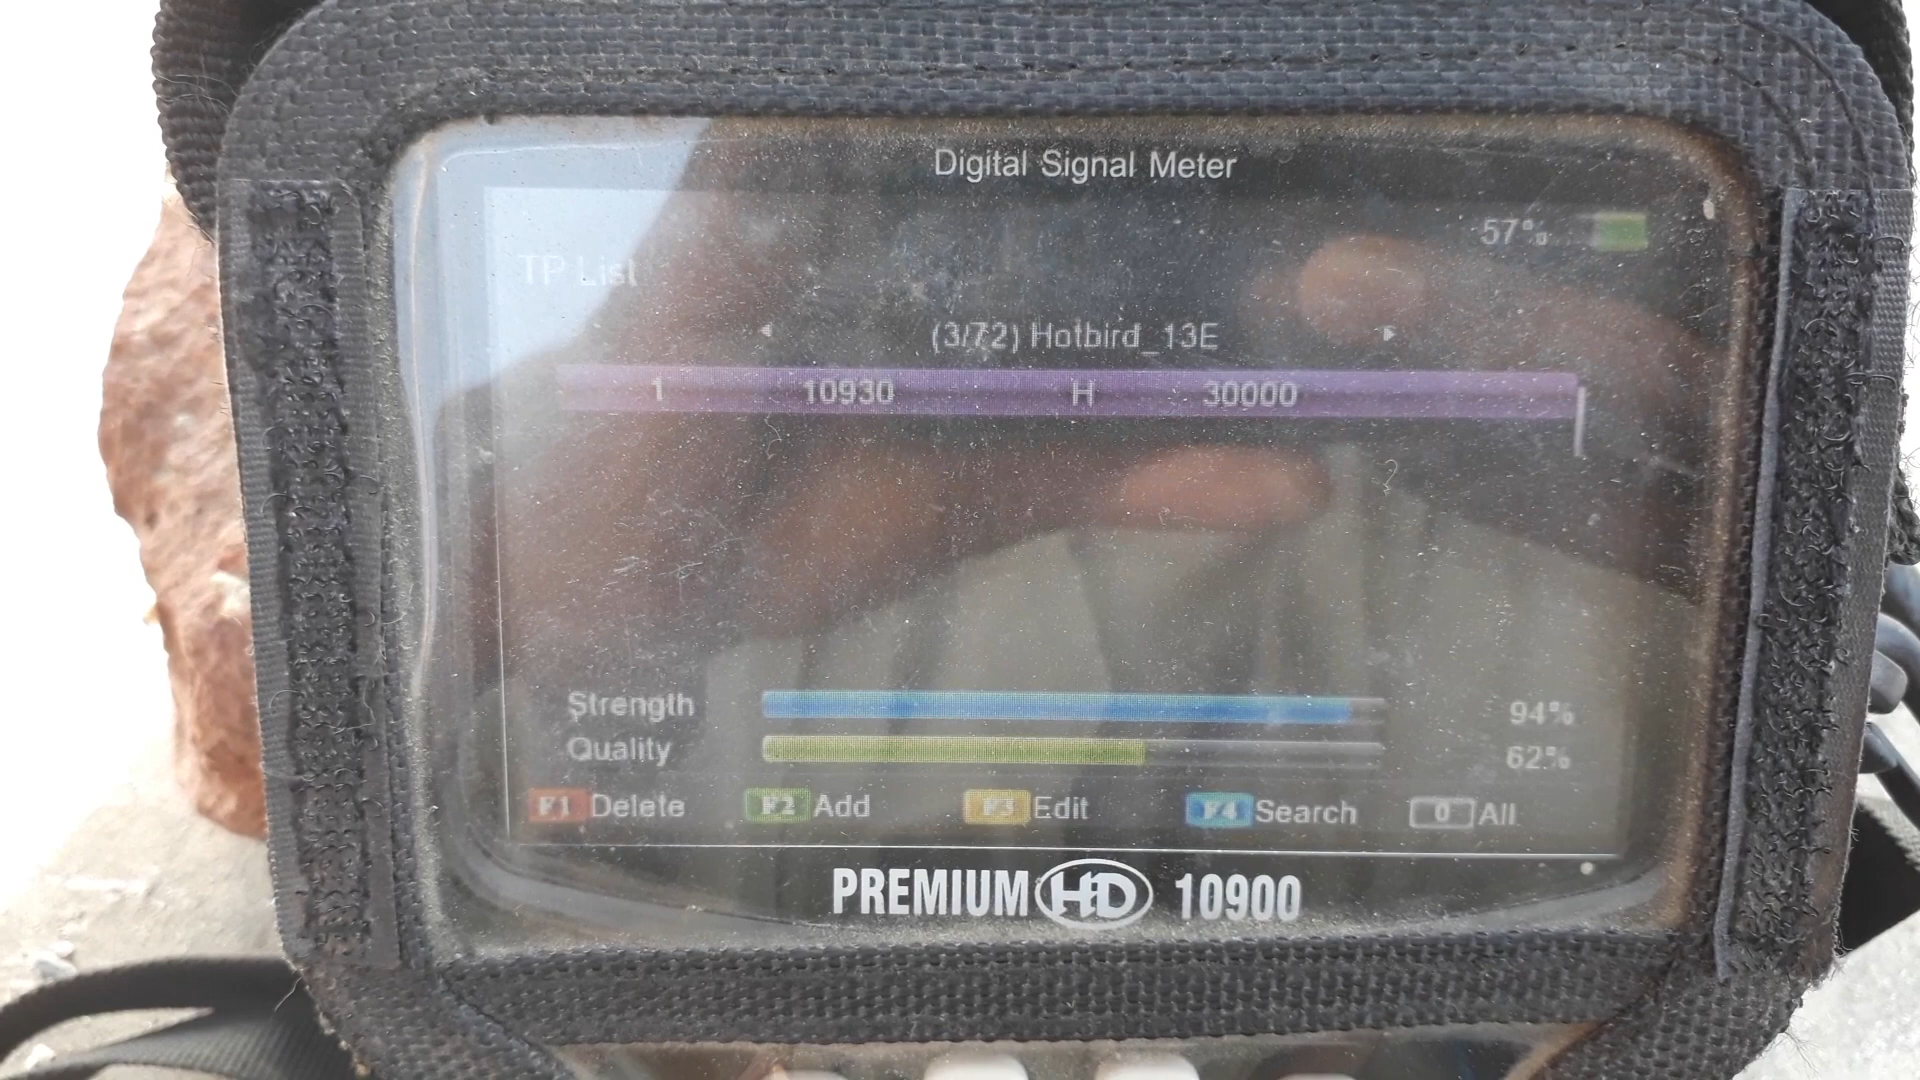 Digital Signal Meter
57%
TP List
(3/72) Hotbird_13E
1 10930 H 30000
Strength 94%
Quality 62%
F1 Delete F2 Add F3 Edit F4 Search 0 All
PREMIUM HD 10900